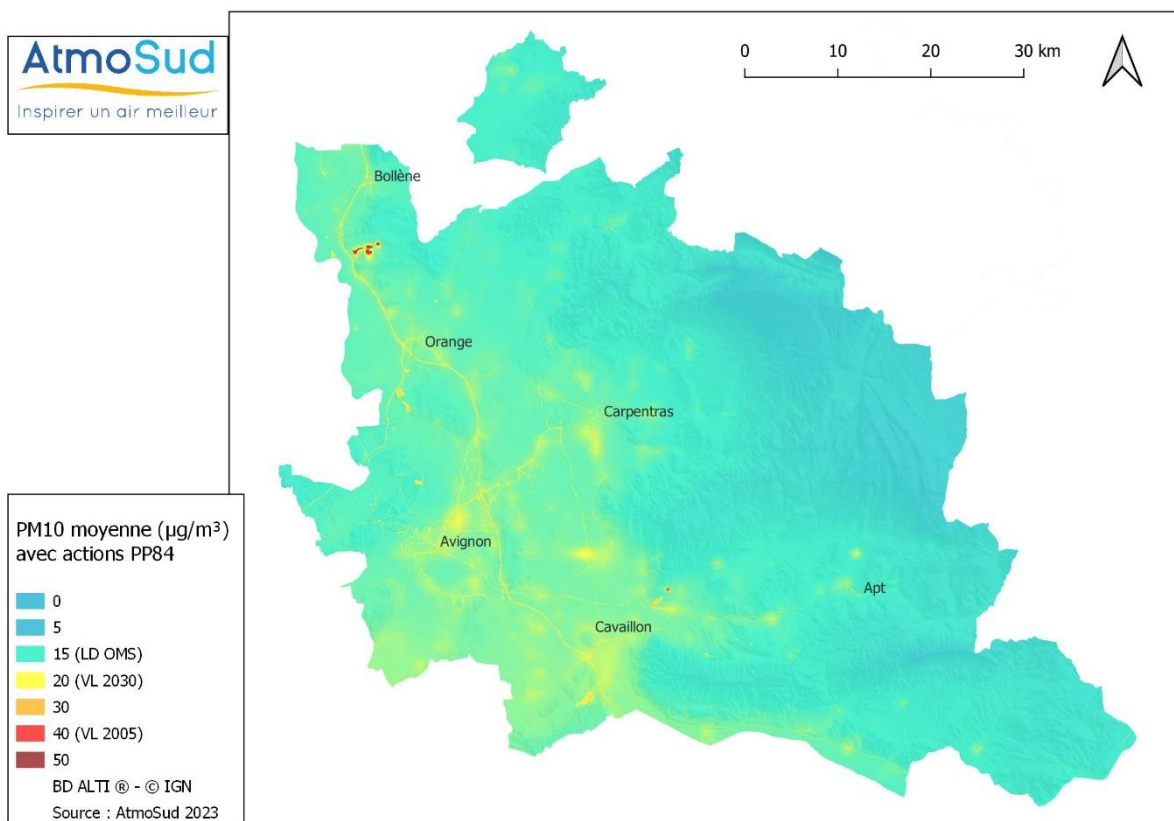 AtmoSud
Inspirer un air meilleur
0 10 20 30 km
Bollène
Orange
Carpentras
Avignon
Apt
Cavaillon
PM10 moyenne (µg/m³)
avec actions PP84
0
5
15 (LD OMS)
20 (VL 2030)
30
40 (VL 2005)
50
BD ALTI ® - © IGN
Source : AtmoSud 2023